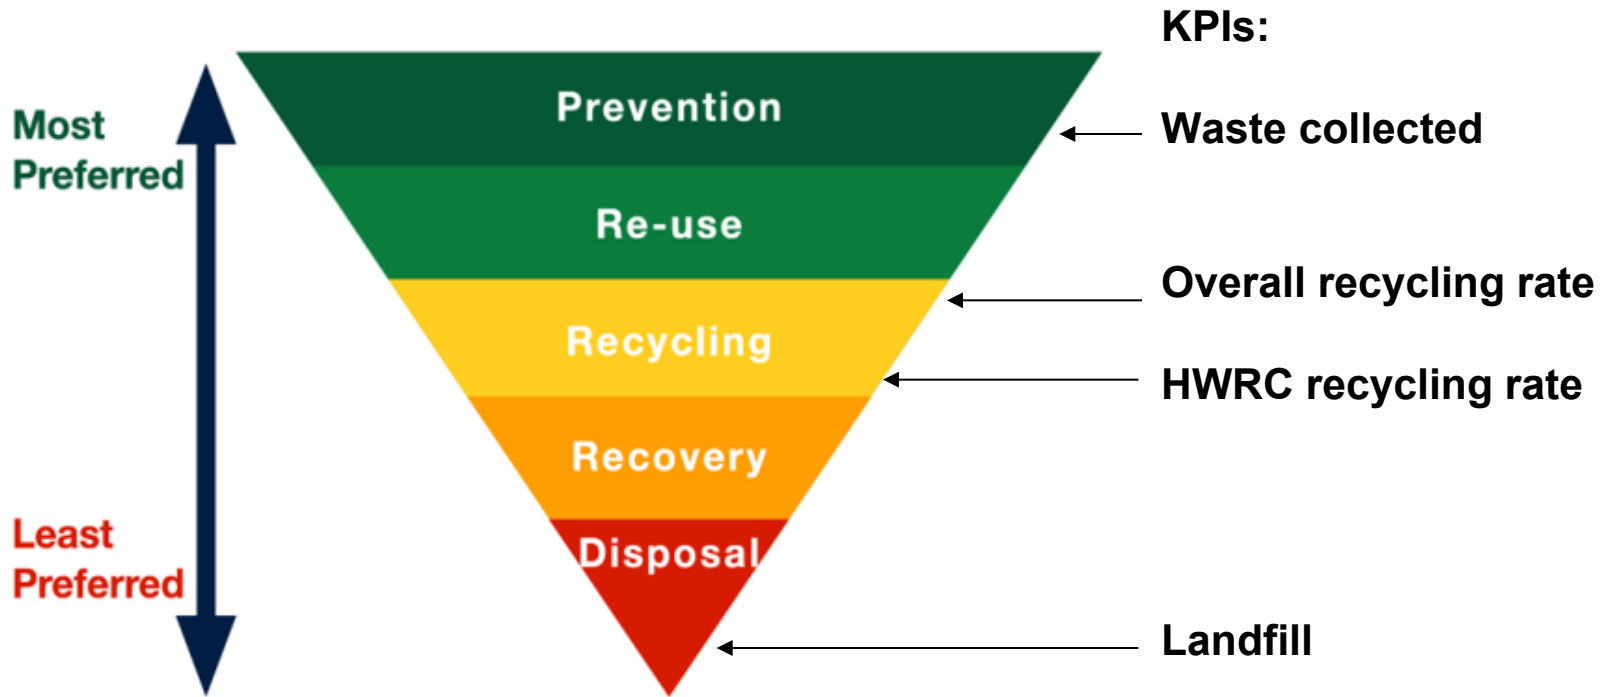 KPIs:
Prevention
Most
Preferred
Waste collected
Re-use
Overall recycling rate
Recycling
HWRC recycling rate
Recovery
Least
Preferred
Disposal
Landfill